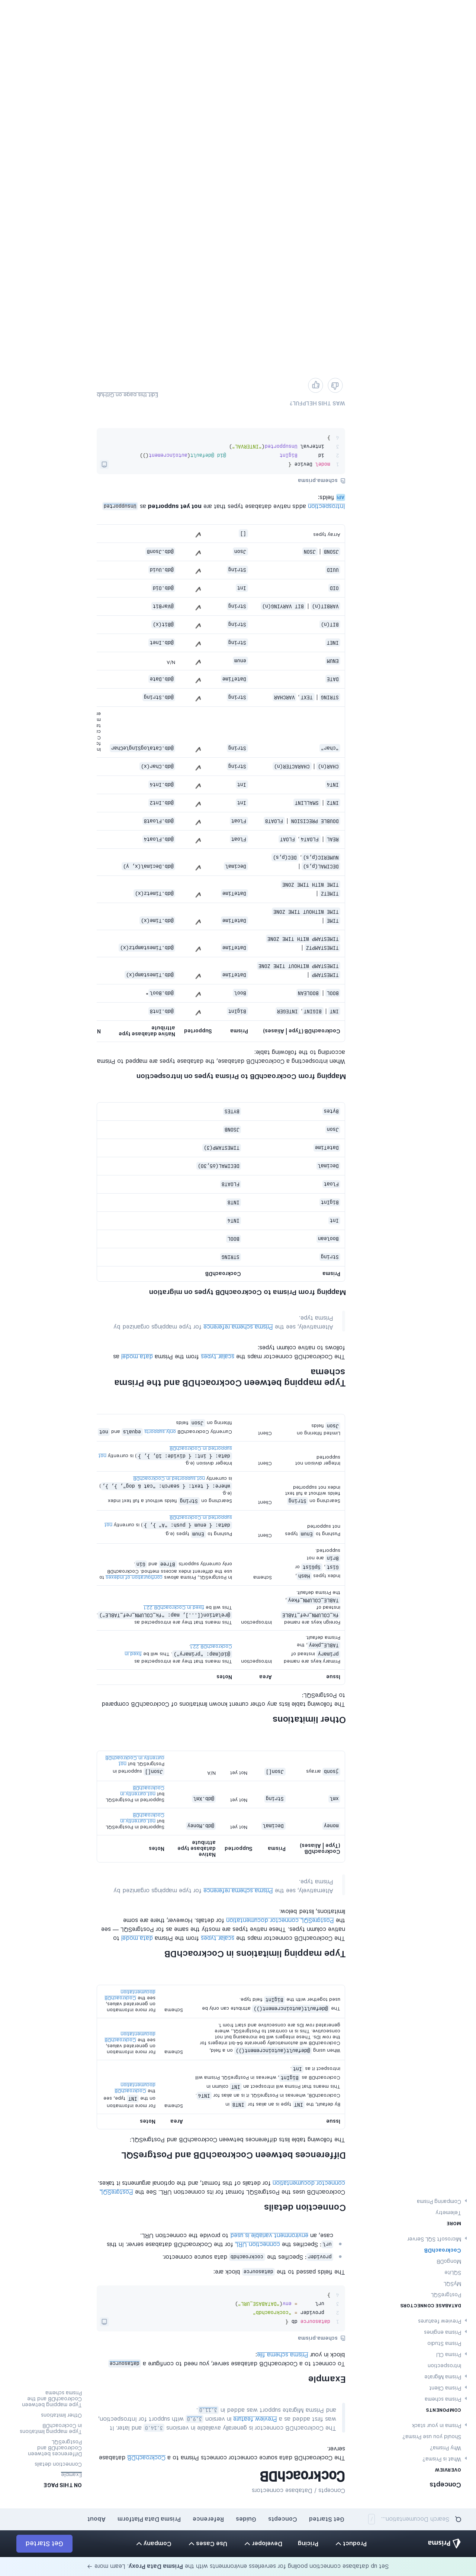 Set up database connection pooling for serverless environments with the Prisma Data Proxy. Learn more →
Prisma
Product
Pricing
Developer
Use Cases
Company
Get Started
Search Documentation...
Get Started
Concepts
Guides
Reference
Prisma Data Platform
About
Concepts
OVERVIEW
What is Prisma?
Why Prisma?
Should you use Prisma?
Prisma in your stack
COMPONENTS
Prisma schema
Prisma Client
Prisma Migrate
Introspection
Prisma CLI
Prisma Studio
Prisma engines
Preview features
DATABASE CONNECTORS
PostgreSQL
MySQL
SQLite
MongoDB
CockroachDB
Microsoft SQL Server
MORE
Telemetry
Comparing Prisma
Concepts / Database connectors
CockroachDB
The CockroachDB data source connector connects Prisma to a CockroachDB database
server.
The CockroachDB connector is generally available in version 3.14.0 and later. It
was first added as a Preview feature in version 3.9.0 with support for Introspection,
and Prisma Migrate support was added in 3.11.0.
Example
To connect to a CockroachDB database server, you need to configure a datasource
block in your Prisma schema file:
schema.prisma
1 datasource db {
2 provider = "cockroachdb"
3 url = env("DATABASE_URL")
4 }
The fields passed to the datasource block are:
provider: Specifies the cockroachdb data source connector.
url: Specifies the connection URL for the CockroachDB database server. In this
case, an environment variable is used to provide the connection URL.
Connection details
CockroachDB uses the PostgreSQL format for its connection URL. See the PostgreSQL
connector documentation for details of this format, and the optional arguments it takes.
Differences between CockroachDB and PostgreSQL
The following table lists differences between CockroachDB and PostgreSQL:
Issue Area Notes
By default, the INT type is an alias for INT8 in
CockroachDB, whereas in PostgreSQL it is an alias for INT4.
This means that Prisma will introspect an INT column in
CockroachDB as BigInt, whereas in PostgreSQL Prisma will
introspect it as Int
Schema
For more information
on the INT type, see
the CockroachDB
documentation
When using @default(autoincrement()) on a field,
CockroachDB will automatically generate 64-bit integers for
the row IDs. These integers will be increasing but not
consecutive. This is in contrast to PostgreSQL, where
generated row IDs are consecutive and start from 1.
Schema
For more information
on generated values,
see the CockroachDB
documentation
The @default(autoincrement()) attribute can only be
used together with the BigInt field type
Schema
For more information
on generated values,
see the CockroachDB
documentation
Type mapping limitations in CockroachDB
The CockroachDB connector maps the scalar types from the Prisma data model to
native column types. These native types are mostly the same as for PostgreSQL — see
the PostgreSQL connector documentation for details. However, there are some
limitations, listed below.
Alternatively, see the Prisma schema reference for type mappings organized by
Prisma type.
CockroachDB (Type | Aliases) Prisma Supported Native database type attribute Notes
money Decimal Not yet @db.Money Supported in PostgreSQL but not currently in CockroachDB
xml String Not yet @db.Xml Supported in PostgreSQL but not currently in CockroachDB
jsonb arrays Json[] Not yet N/A Json[] supported in PostgreSQL but not currently in CockroachDB
Other limitations
The following table lists any other current known limitations of CockroachDB compared
to PostgreSQL:
Issue Area Notes
Primary keys are named
primary instead of
TABLE_pkey, the
Prisma default.
Introspection
This means that they are introspected as
@id(map: "primary"). This will be fixed in
CockroachDB 22.1
Foreign keys are named
fk_COLUMN_ref_TABLE
instead of
TABLE_COLUMN_fkey,
the Prisma default.
Introspection
This means that they are introspected as
@relation([...], map: "fk_COLUMN_ref_TABLE")
This will be fixed in CockroachDB 22.1
Index types Hash,
Gist, SpGist or
Brin are not
supported.
Schema
In PostgreSQL, Prisma allows configuration of indexes to
use the different index access method. CockroachDB
only currently supports BTree and Gin
Pushing to Enum types
not supported
Client
Pushing to Enum types (e.g.
data: { enum { push: "A" }, }) is currently not
supported in CockroachDB
Searching on String
fields without a full text
index not supported
Client
Searching on String fields without a full text index
(e.g.
where: { text: { search: "cat & dog", }, }, )
is currently not supported in CockroachDB
Integer division not
supported
Client
Integer division (e.g.
data: { int: { divide: 10, }, }) is currently not
supported in CockroachDB
Limited filtering on
Json fields
Client
Currently CockroachDB only supports equals and not
filtering on Json fields
Type mapping between CockroachDB and the Prisma
schema
The CockroachDB connector maps the scalar types from the Prisma data model as
follows to native column types:
Alternatively, see the Prisma schema reference for type mappings organized by
Prisma type.
Mapping from Prisma to CockroachDB types on migration
Prisma CockroachDB
String STRING
Boolean BOOL
Int INT4
BigInt INT8
Float FLOAT8
Decimal DECIMAL(65,30)
DateTime TIMESTAMP(3)
Json JSONB
Bytes BYTES
Mapping from CockroachDB to Prisma types on Introspection
When introspecting a CockroachDB database, the database types are mapped to Prisma
according to the following table:
CockroachDB (Type | Aliases) Prisma Supported Native database type attribute N
INT | BIGINT, INTEGER BigInt ✔ @db.Int8
BOOL | BOOLEAN Bool ✔ @db.Bool*
TIMESTAMP | TIMESTAMP WITHOUT TIME ZONE DateTime ✔ @db.Timestamp(x)
TIMESTAMPTZ | TIMESTAMP WITH TIME ZONE DateTime ✔ @db.Timestamptz(x)
TIME | TIME WITHOUT TIME ZONE DateTime ✔ @db.Time(x)
TIMETZ | TIME WITH TIME ZONE DateTime ✔ @db.Timetz(x)
DECIMAL(p,s) | NUMERIC(p,s), DEC(p,s) Decimal ✔ @db.Decimal(x, y)
REAL | FLOAT4, FLOAT Float ✔ @db.Float4
DOUBLE PRECISION | FLOAT8 Float ✔ @db.Float8
INT2 | SMALLINT Int ✔ @db.Int2
INT4 Int ✔ @db.Int4
CHAR(n) | CHARACTER(n) String ✔ @db.Char(x)
"char" String ✔ @db.CatalogSingleChar
STRING | TEXT, VARCHAR String ✔ @db.String
DATE DateTime ✔ @db.Date
ENUM enum ✔ N/A
INET String ✔ @db.Inet
BIT(n) String ✔ @Bit(x)
VARBIT(n) | BIT VARYING(n) String ✔ @VarBit
OID Int ✔ @db.Oid
UUID String ✔ @db.Uuid
JSONB | JSON Json ✔ @db.JsonB
Array types [] ✔
Introspection adds native database types that are not yet supported as Unsupported
API fields:
schema.prisma
1 model Device {
2 id BigInt @id @default(autoincrement())
3 interval Unsupported("INTERVAL")
4 }
WAS THIS HELPFUL?
Edit this page on GitHub
ON THIS PAGE
Example
Connection details
Differences between
CockroachDB and
PostgreSQL
Type mapping limitations
in CockroachDB
Other limitations
Type mapping between
CockroachDB and the
Prisma schema